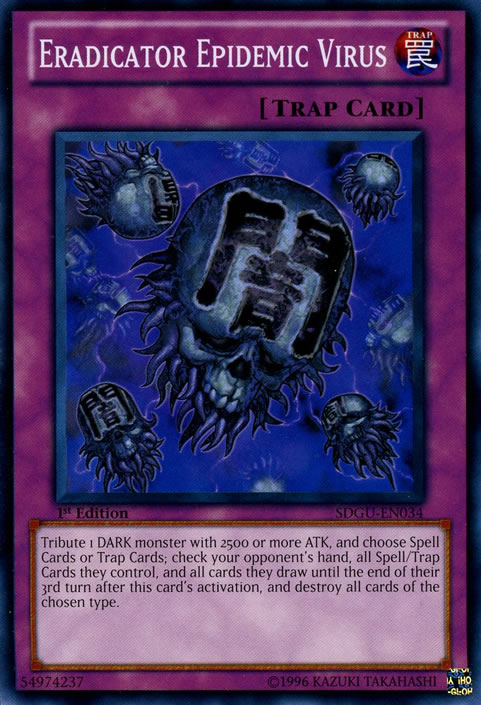 ERADICATOR EPIDEMIC VIRUS
TRAP
罠
[TRAP CARD]
闇
闇
1st Edition
SDGU-EN034
Tribute 1 DARK monster with 2500 or more ATK, and choose Spell
Cards or Trap Cards; check your opponent's hand, all Spell/Trap
Cards they control, and all cards they draw until the end of their
3rd turn after this card's activation, and destroy all cards of the
chosen type.
54974237
©1996 KAZUKI TAKAHASHI